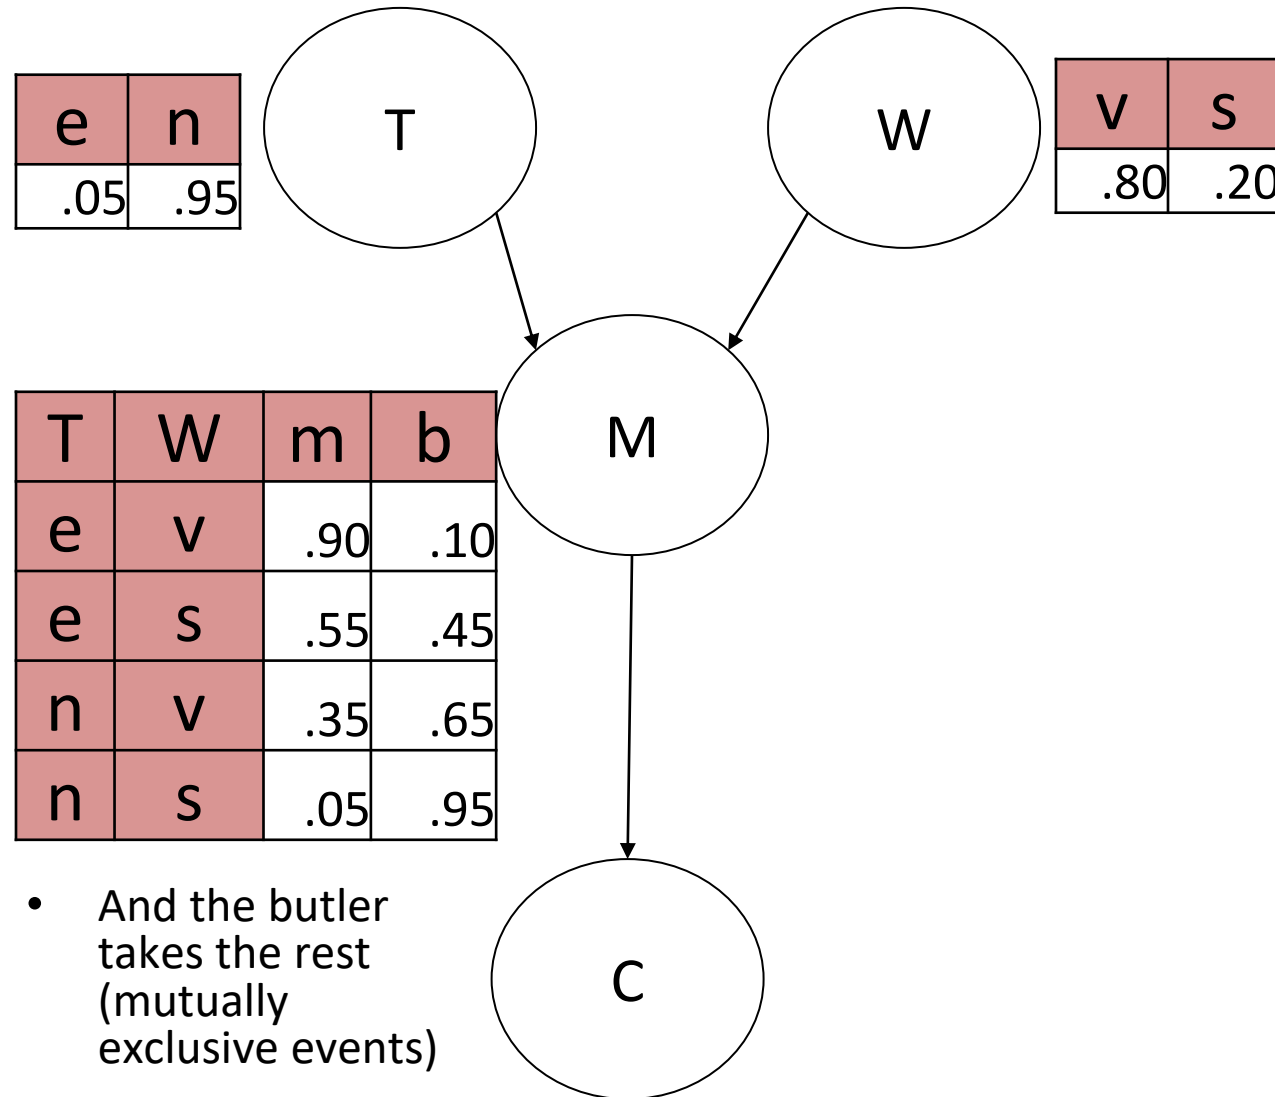 e n
.05 .95
T
W
v s
.80 .20
T W m b
e v .90 .10
e s .55 .45
n v .35 .65
n s .05 .95
M
• And the butler
takes the rest
(mutually
exclusive events)
C